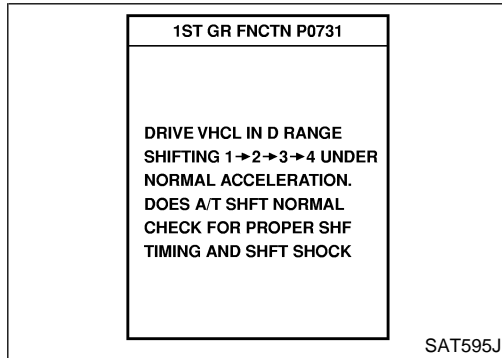 1ST GR FNCTN P0731
DRIVE VHCL IN D RANGE
SHIFTING 1→2→3→4 UNDER
NORMAL ACCELERATION.
DOES A/T SHFT NORMAL
CHECK FOR PROPER SHF
TIMING AND SHFT SHOCK
SAT595J